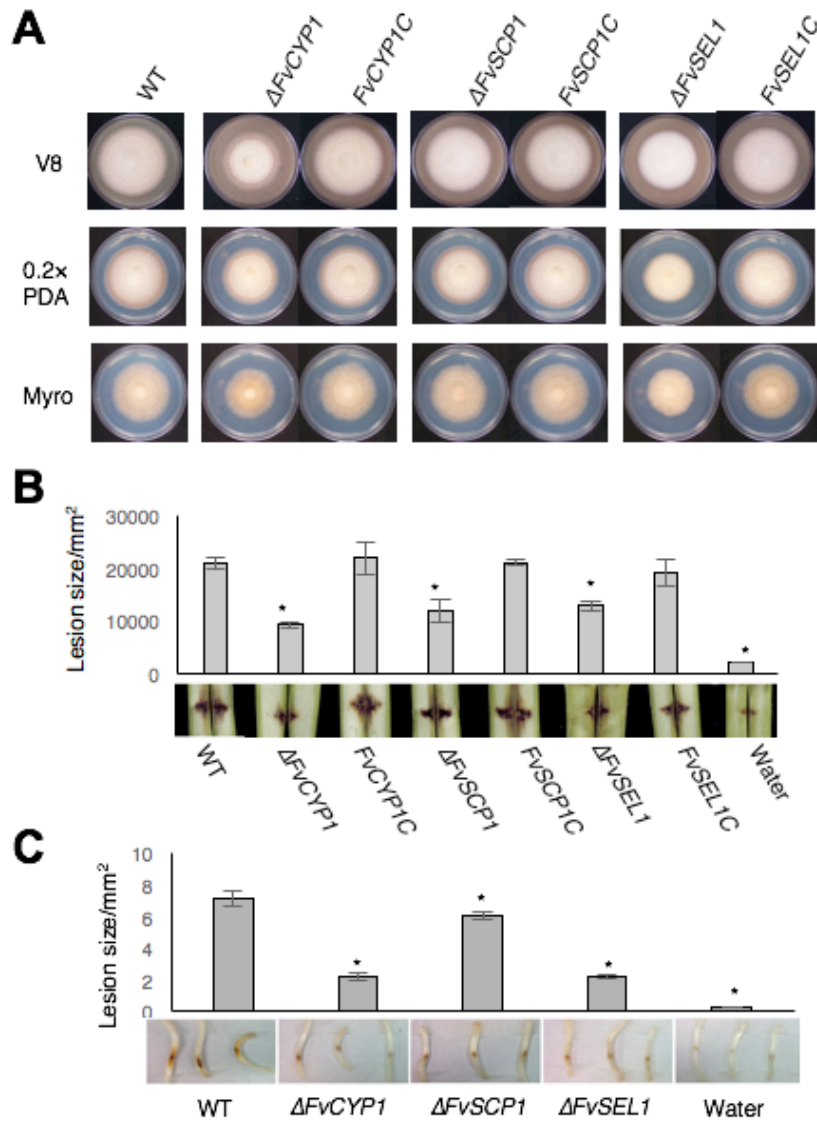 A
WT
ΔFvCYP1
FvCYP1C
ΔFvSCP1
FvSCP1C
ΔFvSEL1
FvSEL1C
V8
0.2×
PDA
Myro
B
Lesion size/mm²
30000
20000
10000
0
* * * *
WT
ΔFvCYP1
FvCYP1C
ΔFvSCP1
FvSCP1C
ΔFvSEL1
FvSEL1C
Water
C
Lesion size/mm²
10
8
6
4
2
0
* * * *
WT
ΔFvCYP1
ΔFvSCP1
ΔFvSEL1
Water